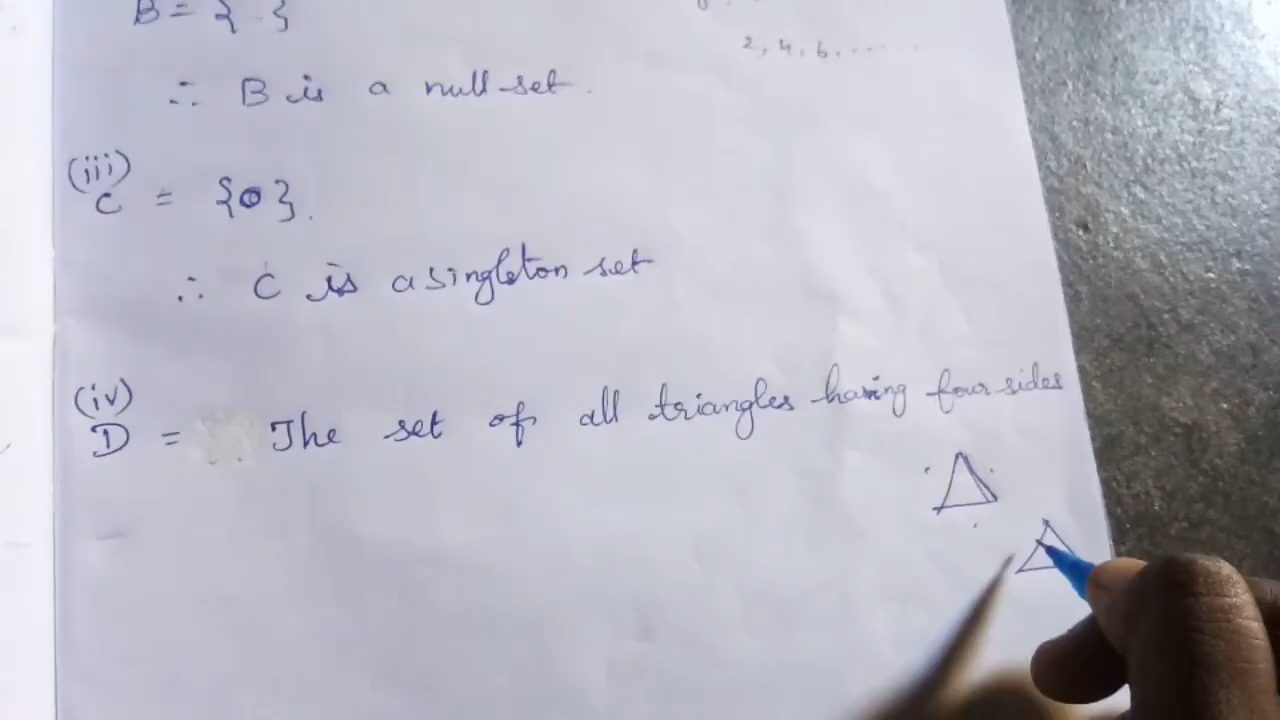 B = { }
2, 4, 6......
∴ B is a null set.
(iii)
C = {0}.
∴ C is a singleton set
(iv)
D = The set of all triangles having four sides